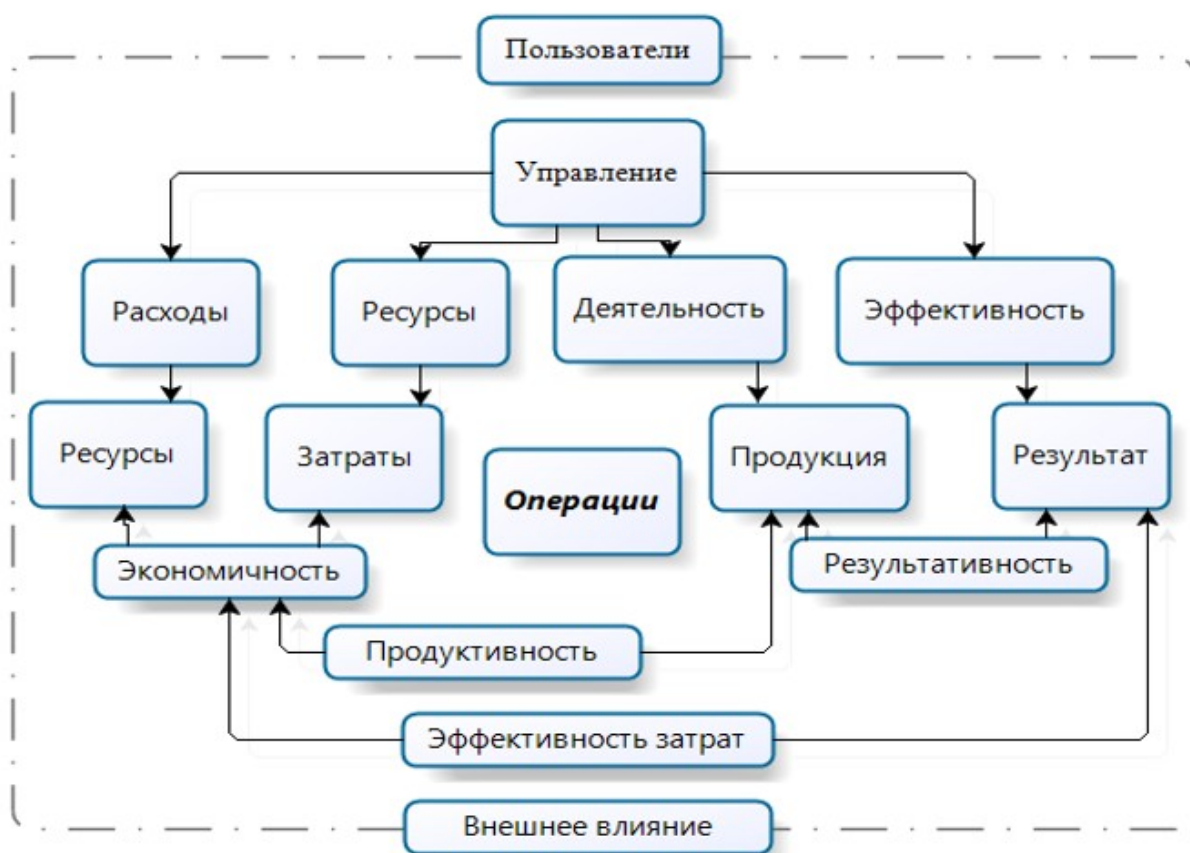 Пользователи
Управление
Расходы
Ресурсы
Деятельность
Эффективность
Ресурсы
Затраты
Операции
Продукция
Результат
Экономичность
Результативность
Продуктивность
Эффективность затрат
Внешнее влияние